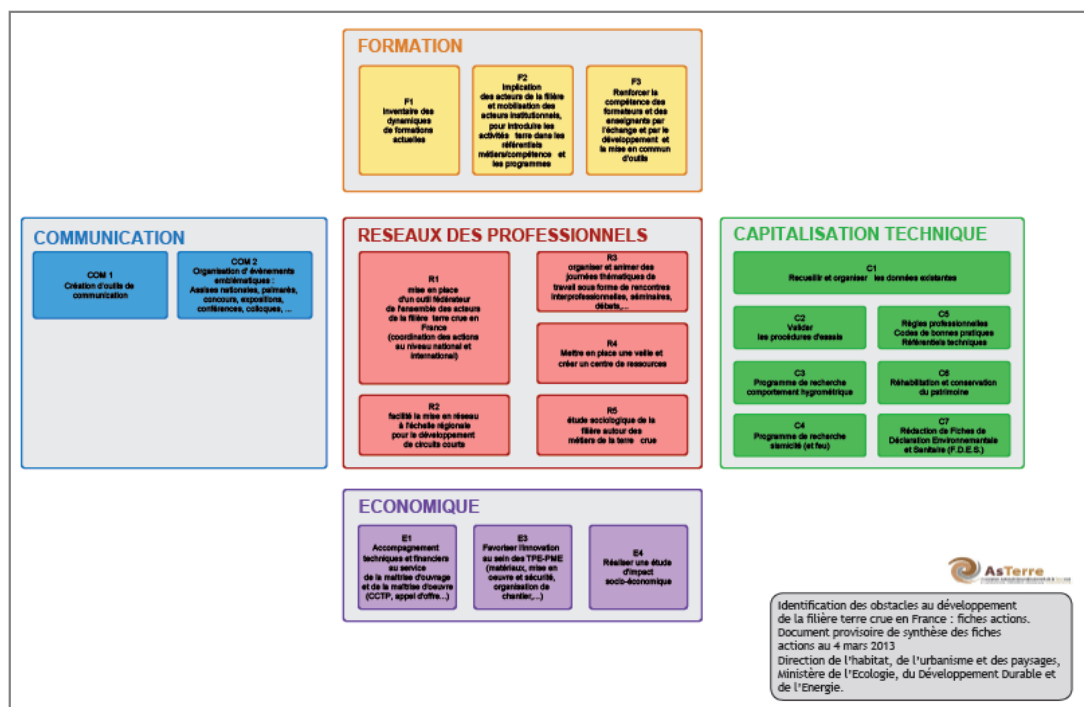 FORMATION
F1
Inventaire des
dynamiques
de formations
actuelles
F2
Implication
des acteurs de la filière
et mobilisation des
acteurs institutionnels,
pour introduire les
activités terre dans les
référentiels
métiers/compétence et
les programmes
F3
Renforcer la
compétence des
formateurs et des
enseignants par
l'échange et par le
développement et
la mise en commun
d'outils
COMMUNICATION
COM 1
Création d'outils de
communication
COM 2
Organisation d' évènements
emblématiques :
Assises nationales, palmarès,
concours, expositions,
conférences, colloques, ...
RESEAUX DES PROFESSIONNELS
R1
mise en place
d'un outil fédérateur
de l'ensemble des acteurs
de la filière terre crue en
France
(coordination des actions
au niveau national et
international)
R2
facilité la mise en réseau
à l'échelle régionale
pour le développement
de circuits courts
R3
organiser et animer des
journées thématiques de
travail sous forme de rencontres
interprofessionnelles, séminaires,
débats,...
R4
Mettre en place une veille et
créer un centre de ressources
R5
étude sociologique de la
filière autour des
métiers de la terre crue
CAPITALISATION TECHNIQUE
C1
Recueillir et organiser les données existantes
C2
Valider
les procédures d'essais
C3
Programme de recherche
comportement hygrométrique
C4
Programme de recherche
sismicité (et feu)
C5
Règles professionnelles
Codes de bonnes pratiques
Référentiels techniques
C6
Réhabilitation et conservation
du patrimoine
C7
Rédaction de Fiches de
Déclaration Environnementale
et Sanitaire (F.D.E.S.)
ECONOMIQUE
E1
Accompagnement
techniques et financiers
au service
de la maîtrise d'ouvrage
et de la maîtrise d'oeuvre
(CCTP, appel d'offre...)
E3
Favoriser l'innovation
au sein des TPE-PME
(matériaux, mise en
oeuvre et sécurité,
organisation de
chantier,...)
E4
Réaliser une étude
d'impact
socio-économique
AsTerre
Identification des obstacles au développement
de la filière terre crue en France : fiches actions.
Document provisoire de synthèse des fiches
actions au 4 mars 2013
Direction de l'habitat, de l'urbanisme et des paysages,
Ministère de l'Ecologie, du Développement Durable et
de l'Energie.